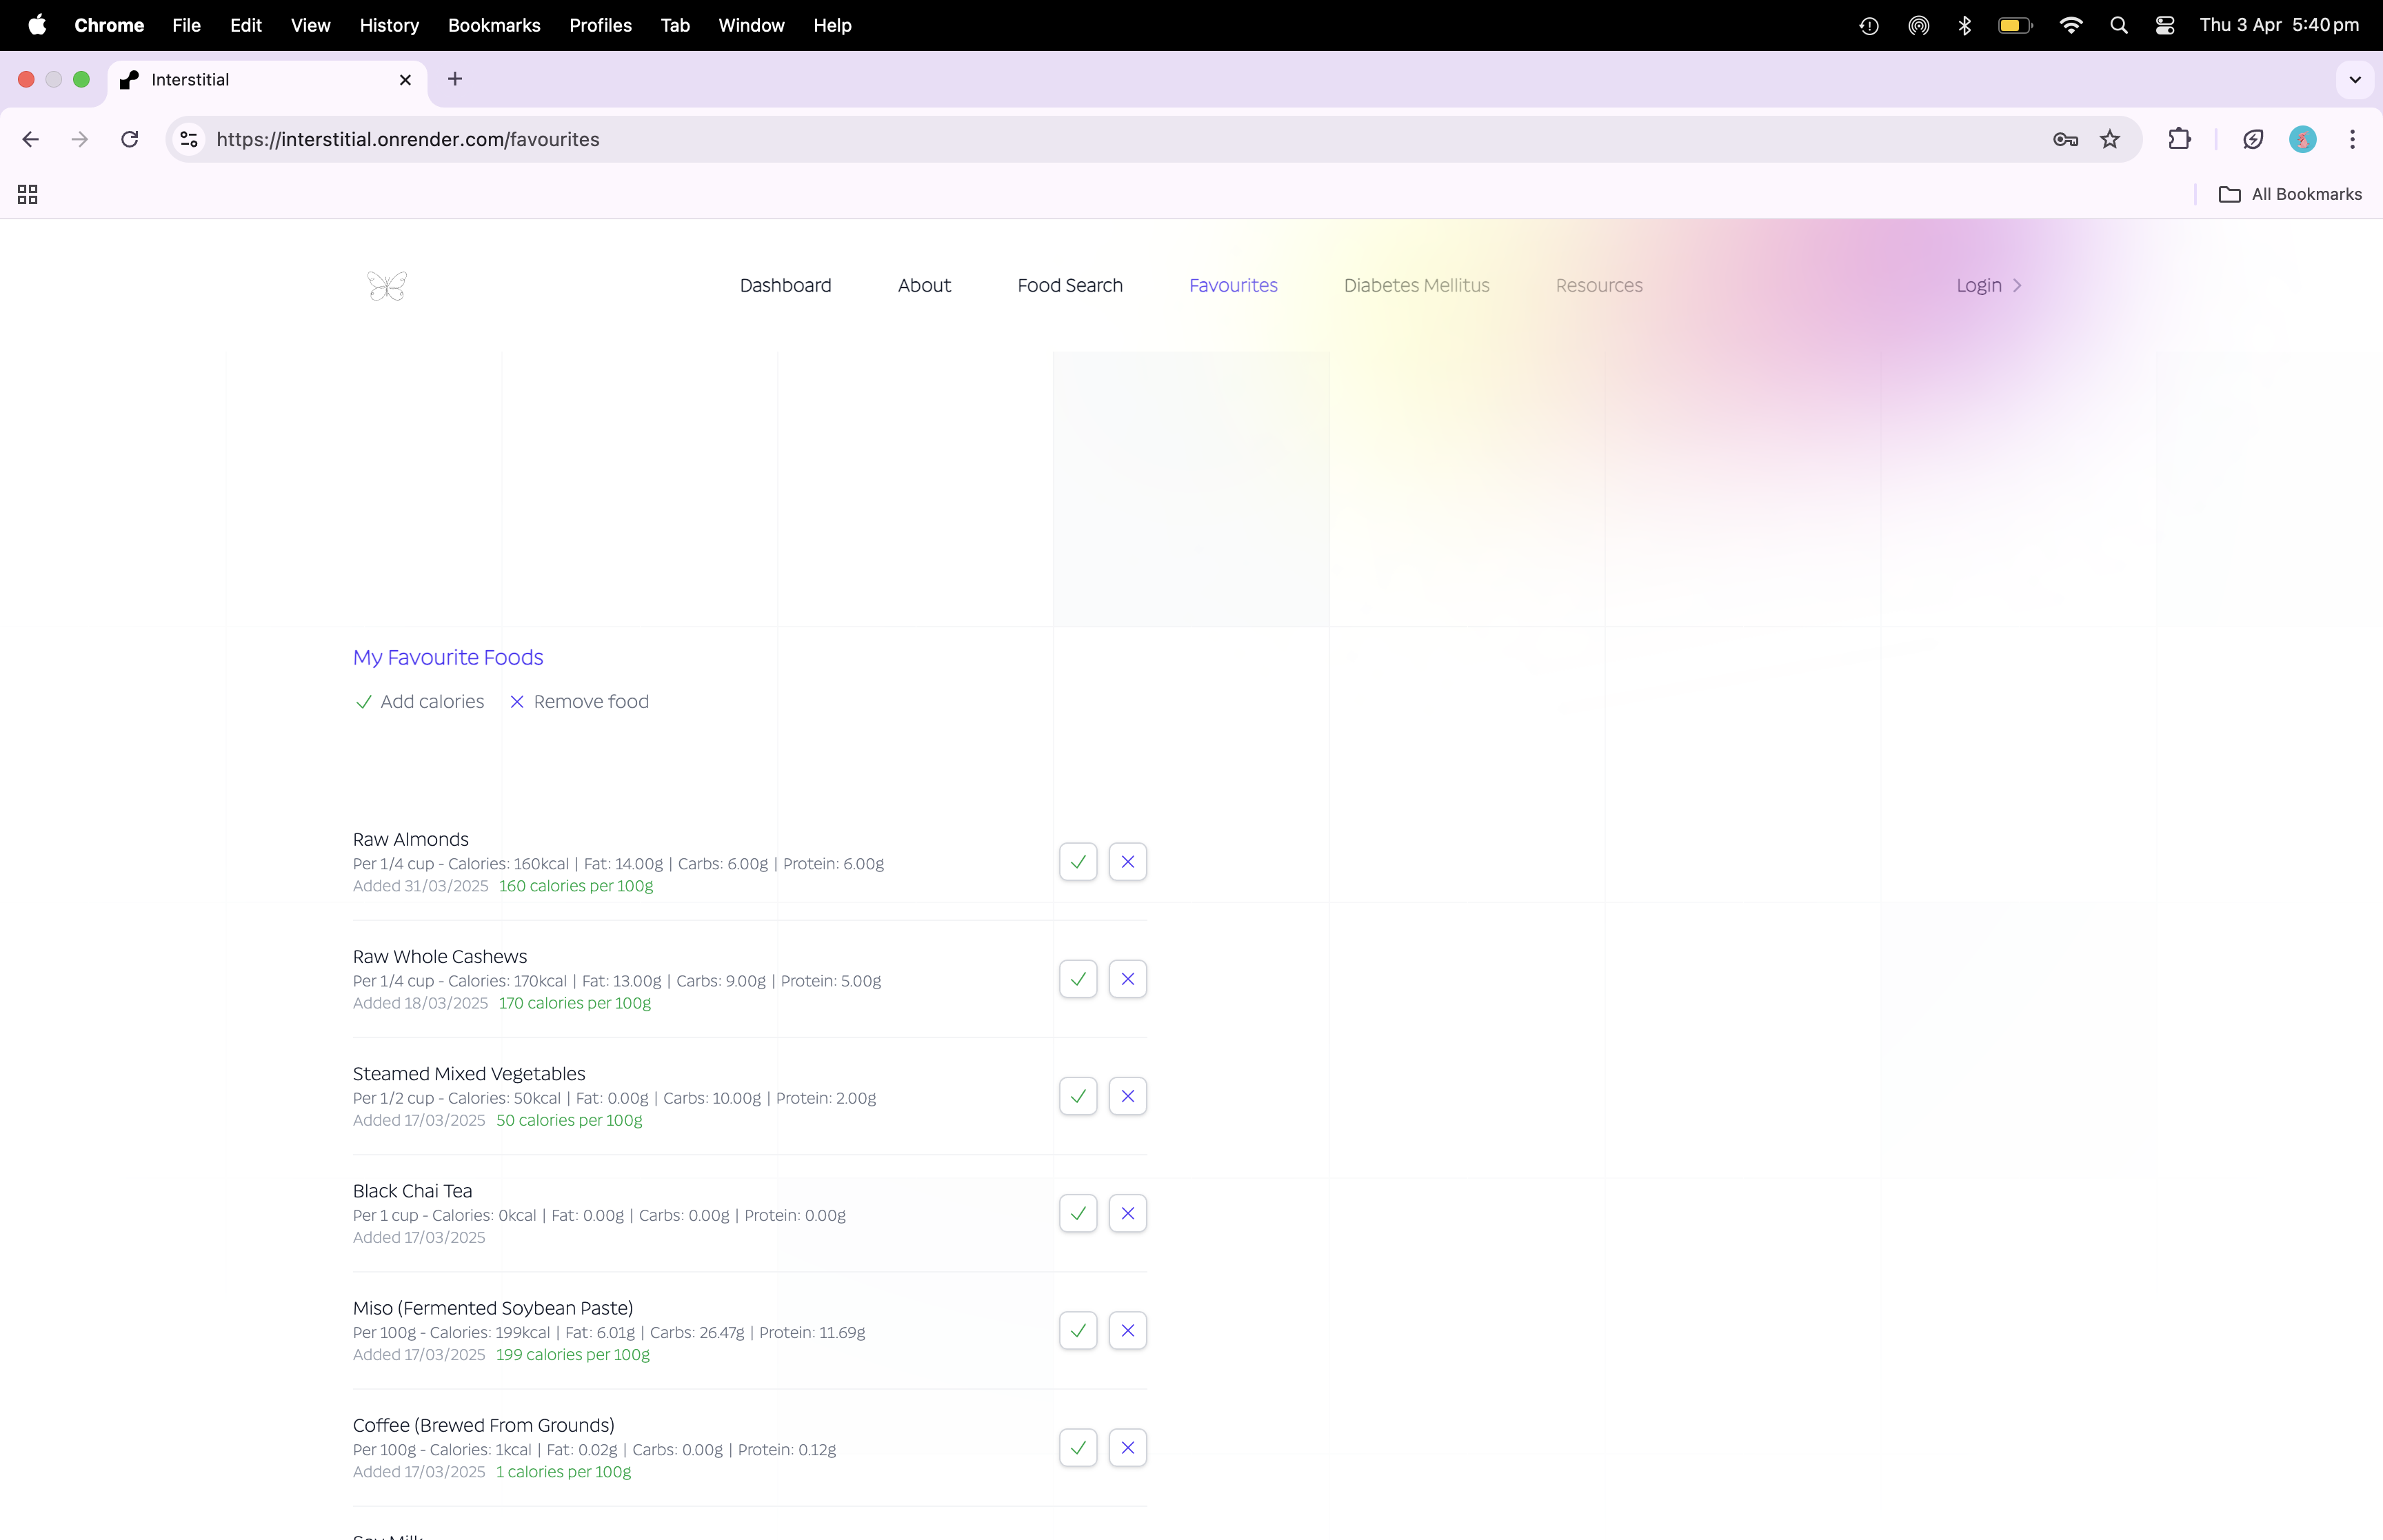 Chrome File Edit View History Bookmarks Profiles Tab Window Help Thu 3 Apr 5:40 pm
Interstitial
https://interstitial.onrender.com/favourites
All Bookmarks
Dashboard About Food Search Favourites Diabetes Mellitus Resources Login
My Favourite Foods
Add calories Remove food
Raw Almonds
Per 1/4 cup - Calories: 160kcal | Fat: 14.00g | Carbs: 6.00g | Protein: 6.00g
Added 31/03/2025 160 calories per 100g
Raw Whole Cashews
Per 1/4 cup - Calories: 170kcal | Fat: 13.00g | Carbs: 9.00g | Protein: 5.00g
Added 18/03/2025 170 calories per 100g
Steamed Mixed Vegetables
Per 1/2 cup - Calories: 50kcal | Fat: 0.00g | Carbs: 10.00g | Protein: 2.00g
Added 17/03/2025 50 calories per 100g
Black Chai Tea
Per 1 cup - Calories: 0kcal | Fat: 0.00g | Carbs: 0.00g | Protein: 0.00g
Added 17/03/2025
Miso (Fermented Soybean Paste)
Per 100g - Calories: 199kcal | Fat: 6.01g | Carbs: 26.47g | Protein: 11.69g
Added 17/03/2025 199 calories per 100g
Coffee (Brewed From Grounds)
Per 100g - Calories: 1kcal | Fat: 0.02g | Carbs: 0.00g | Protein: 0.12g
Added 17/03/2025 1 calories per 100g